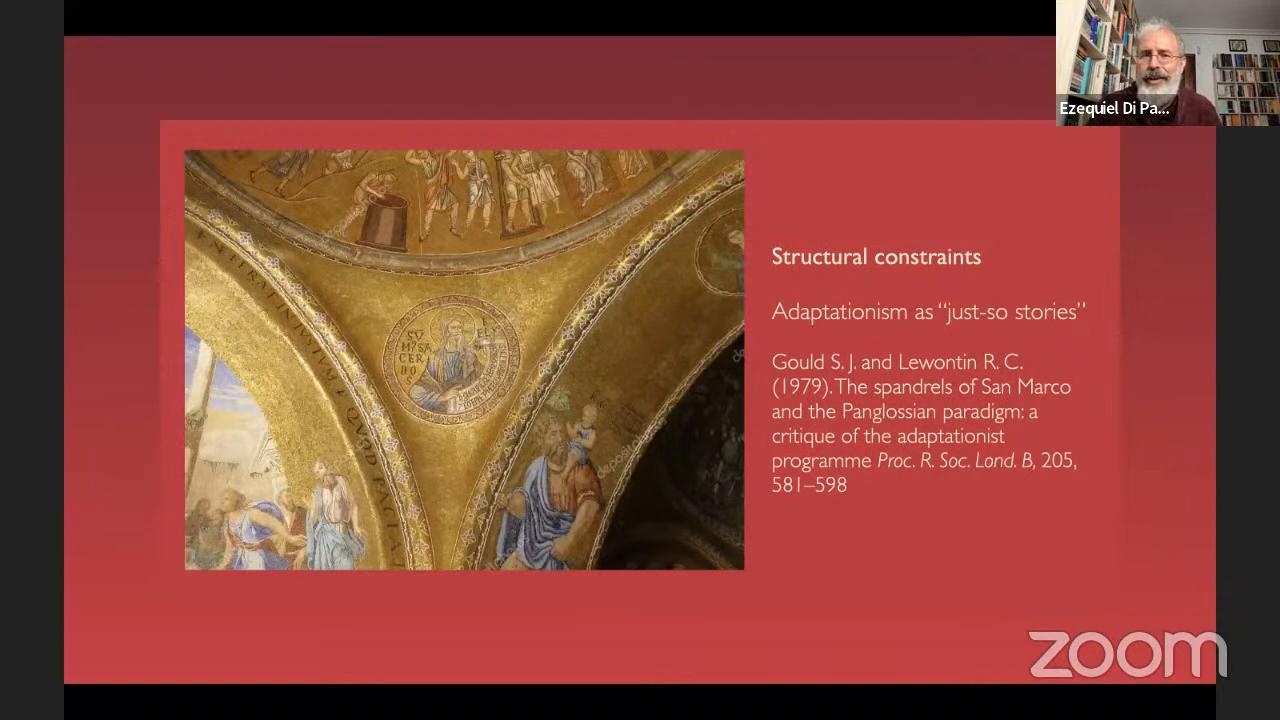 Ezequiel Di Pa...
Structural constraints
Adaptationism as “just-so stories”
Gould S. J. and Lewontin R. C.
(1979). The spandrels of San Marco
and the Panglossian paradigm: a
critique of the adaptationist
programme Proc. R. Soc. Lond. B, 205,
581–598
zoom